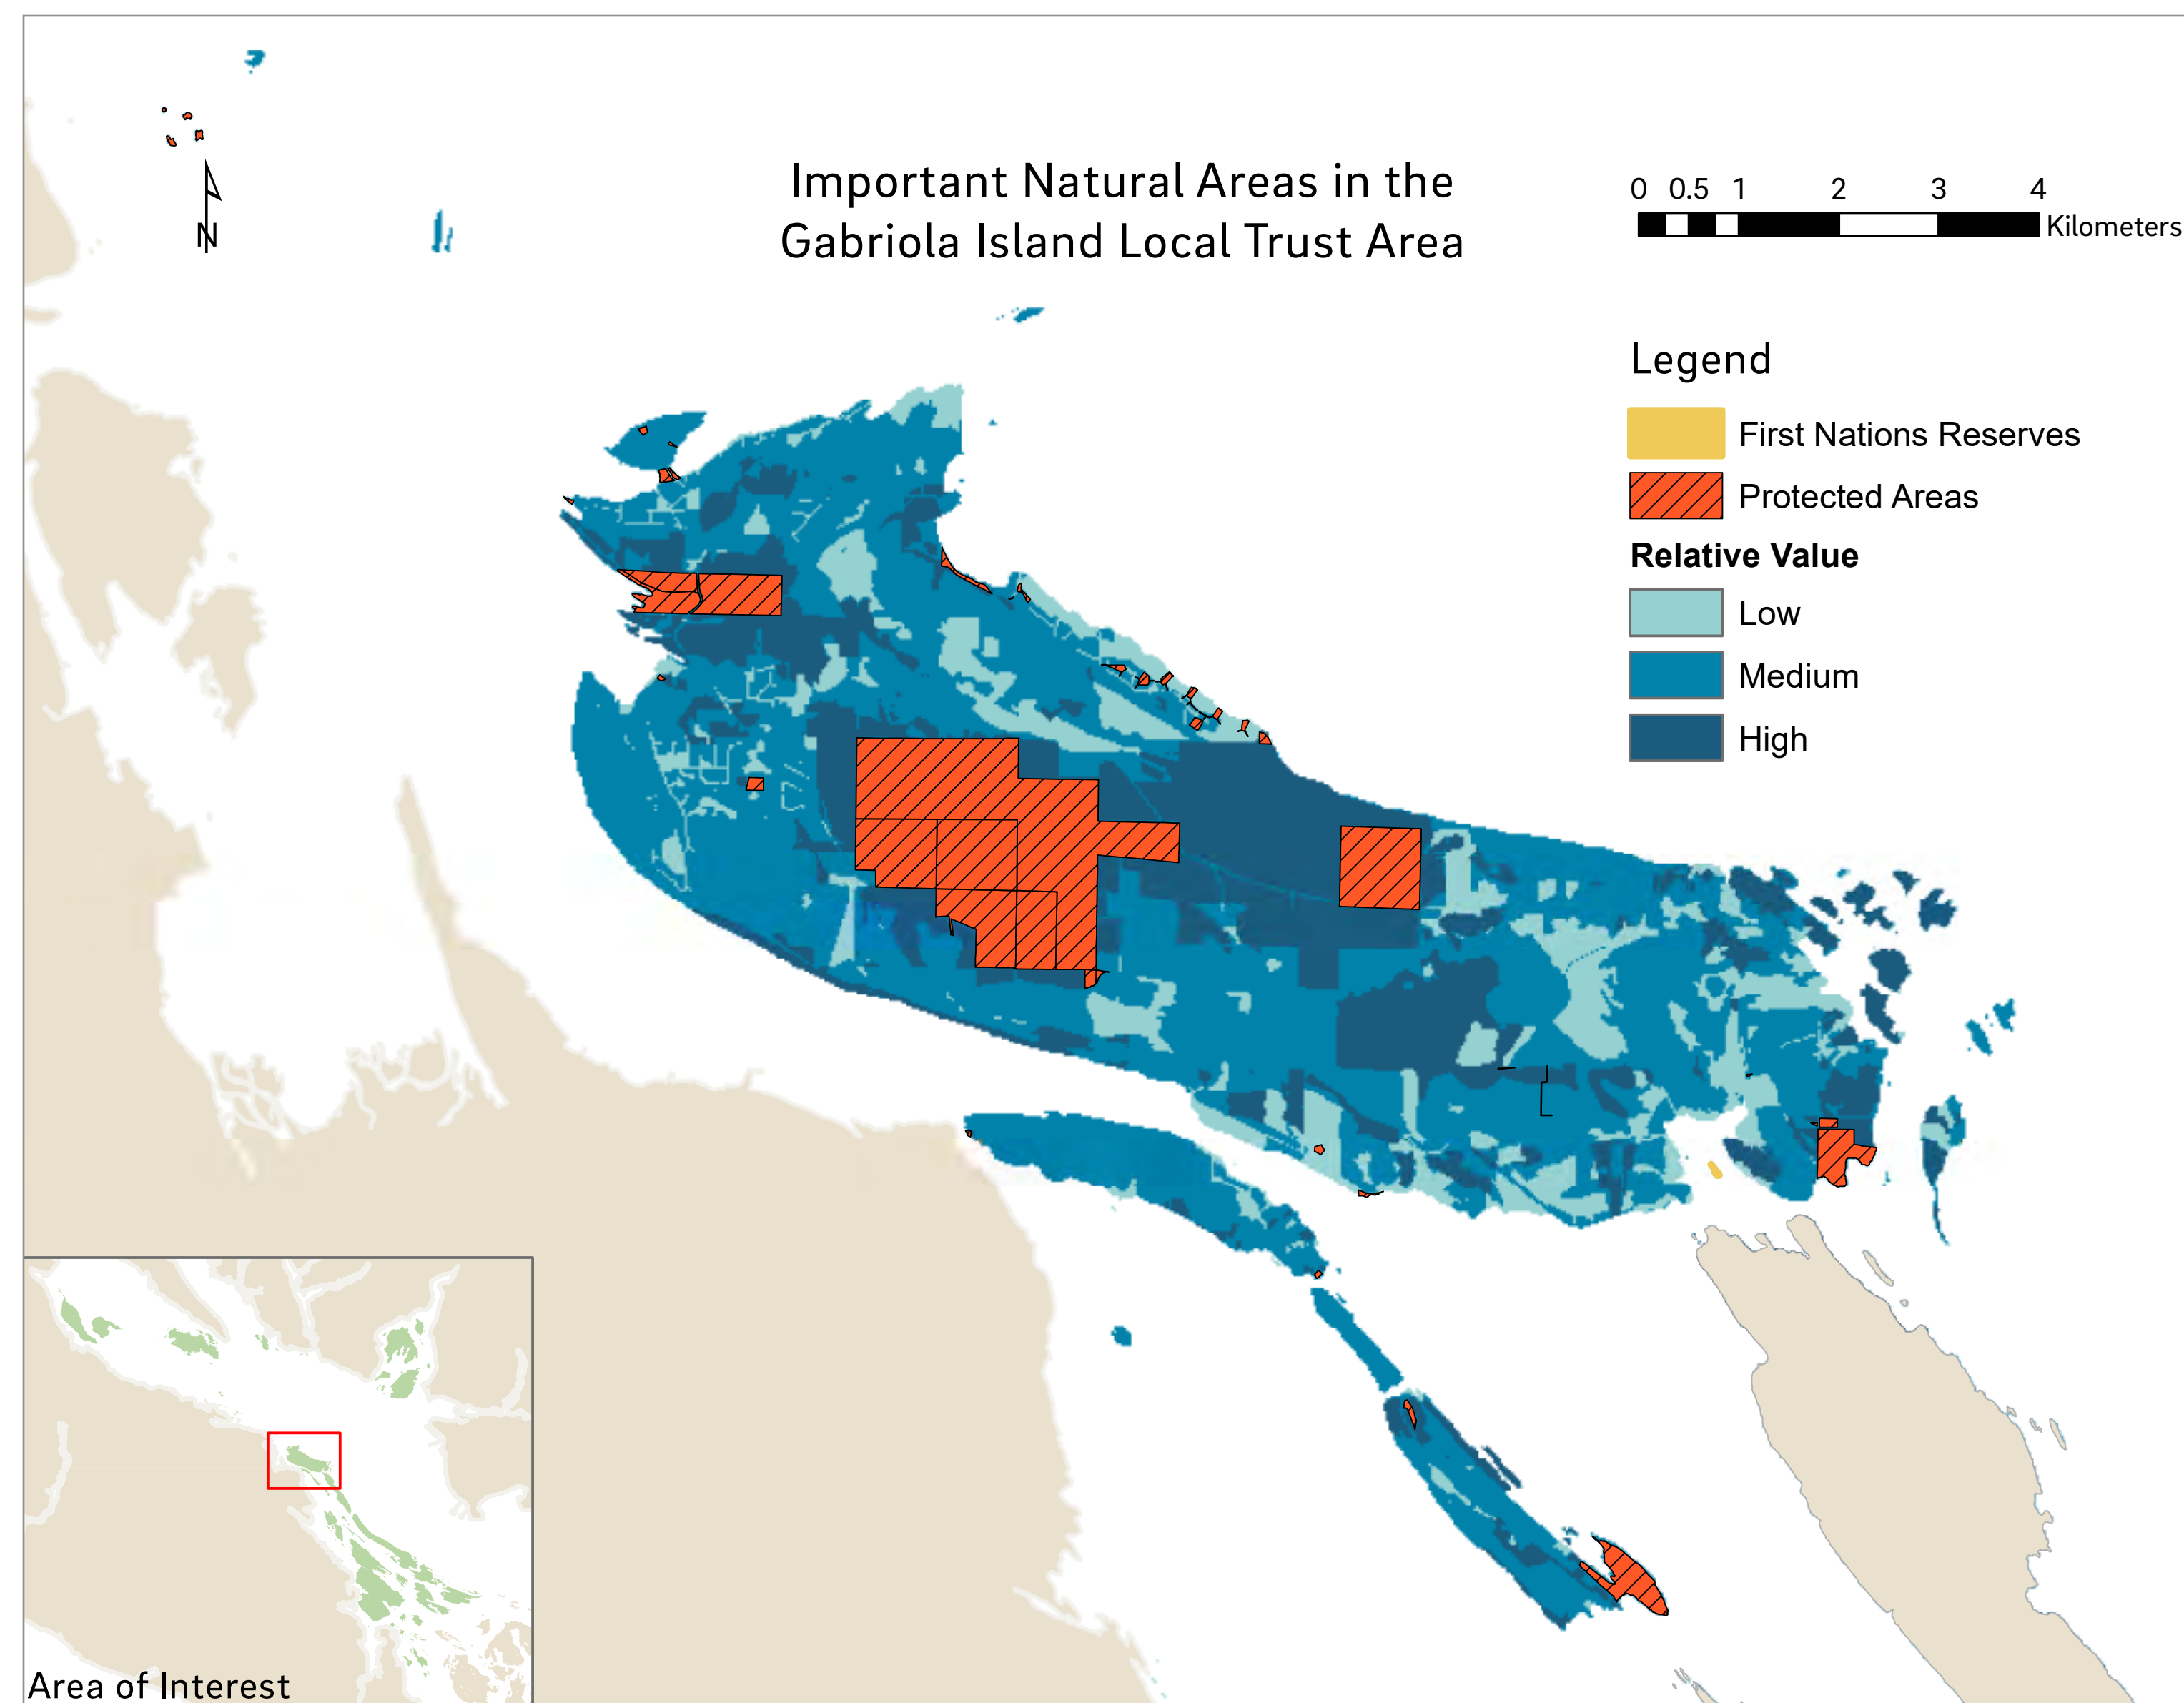 Important Natural Areas in the
Gabriola Island Local Trust Area
0 0.5 1 2 3 4
Kilometers
N
Legend
First Nations Reserves
Protected Areas
Relative Value
Low
Medium
High
Area of Interest